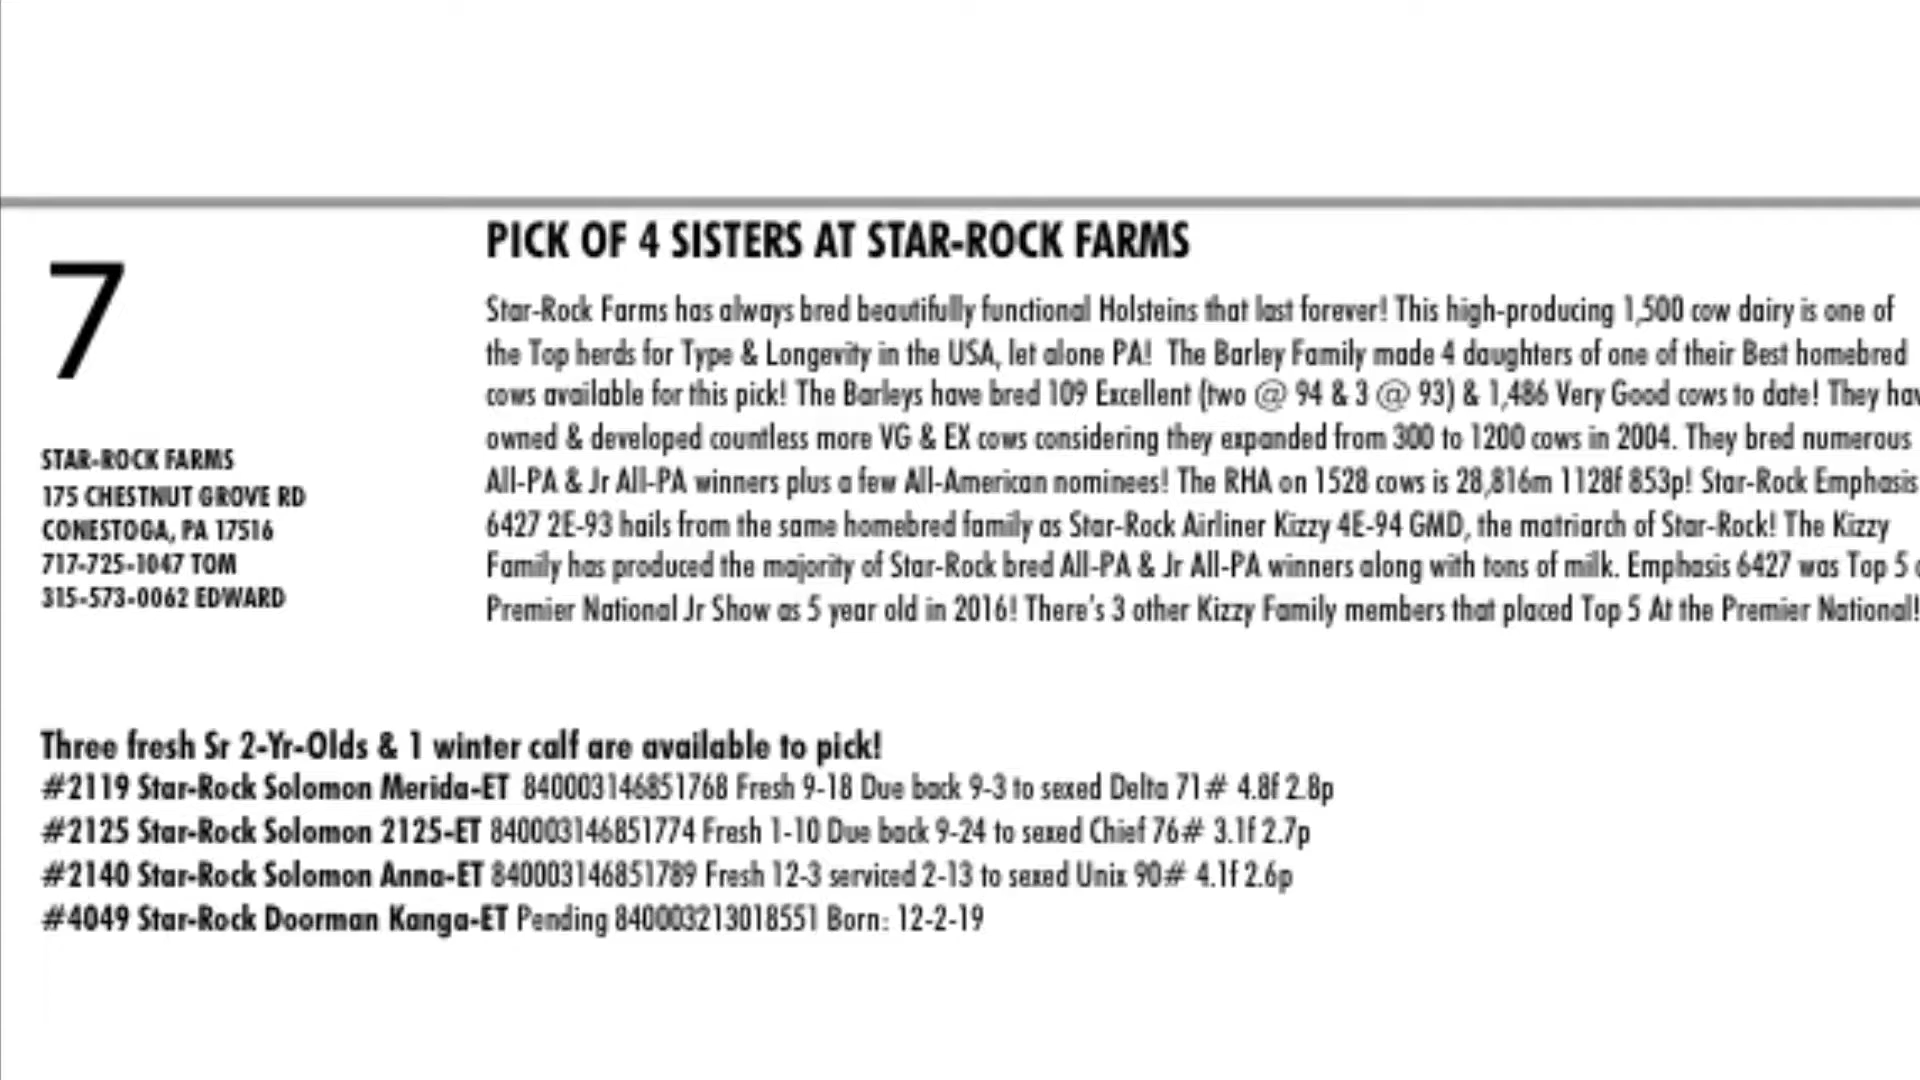 7
STAR-ROCK FARMS
175 CHESTNUT GROVE RD
CONESTOGA, PA 17516
717-725-1047 TOM
315-573-0062 EDWARD
PICK OF 4 SISTERS AT STAR-ROCK FARMS
Star-Rock Farms has always bred beautifully functional Holsteins that last forever! This high-producing 1,500 cow dairy is one of
the Top herds for Type & Longevity in the USA, let alone PA! The Barley Family made 4 daughters of one of their Best homebred
cows available for this pick! The Barleys have bred 109 Excellent (two @ 94 & 3 @ 93) & 1,486 Very Good cows to date! They
owned & developed countless more VG & EX cows considering they expanded from 300 to 1200 cows in 2004. They bred numerous
All-PA & Jr All-PA winners plus a few All-American nominees! The RHA on 1528 cows is 28,816m 1128f 853p! Star-Rock Emphasis
6427 2E-93 hails from the same homebred family as Star-Rock Airliner Kizzy 4E-94 GMD, the matriarch of Star-Rock! The Kizzy
Family has produced the majority of Star-Rock bred All-PA & Jr All-PA winners along with tons of milk. Emphasis 6427 was Top 5
Premier National Jr Show as 5 year old in 2016! There's 3 other Kizzy Family members that placed Top 5 At the Premier National!
Three fresh Sr 2-Yr-Olds & 1 winter calf are available to pick!
#2119 Star-Rock Solomon Merida-ET 840003146851768 Fresh 9-18 Due back 9-3 to sexed Delta 71# 4.8f 2.8p
#2125 Star-Rock Solomon 2125-ET 840003146851774 Fresh 1-10 Due back 9-24 to sexed Chief 76# 3.1f 2.7p
#2140 Star-Rock Solomon Anna-ET 840003146851789 Fresh 12-3 serviced 2-13 to sexed Unix 90# 4.1f 2.6p
#4049 Star-Rock Doorman Kanga-ET Pending 840003213018551 Born: 12-2-19